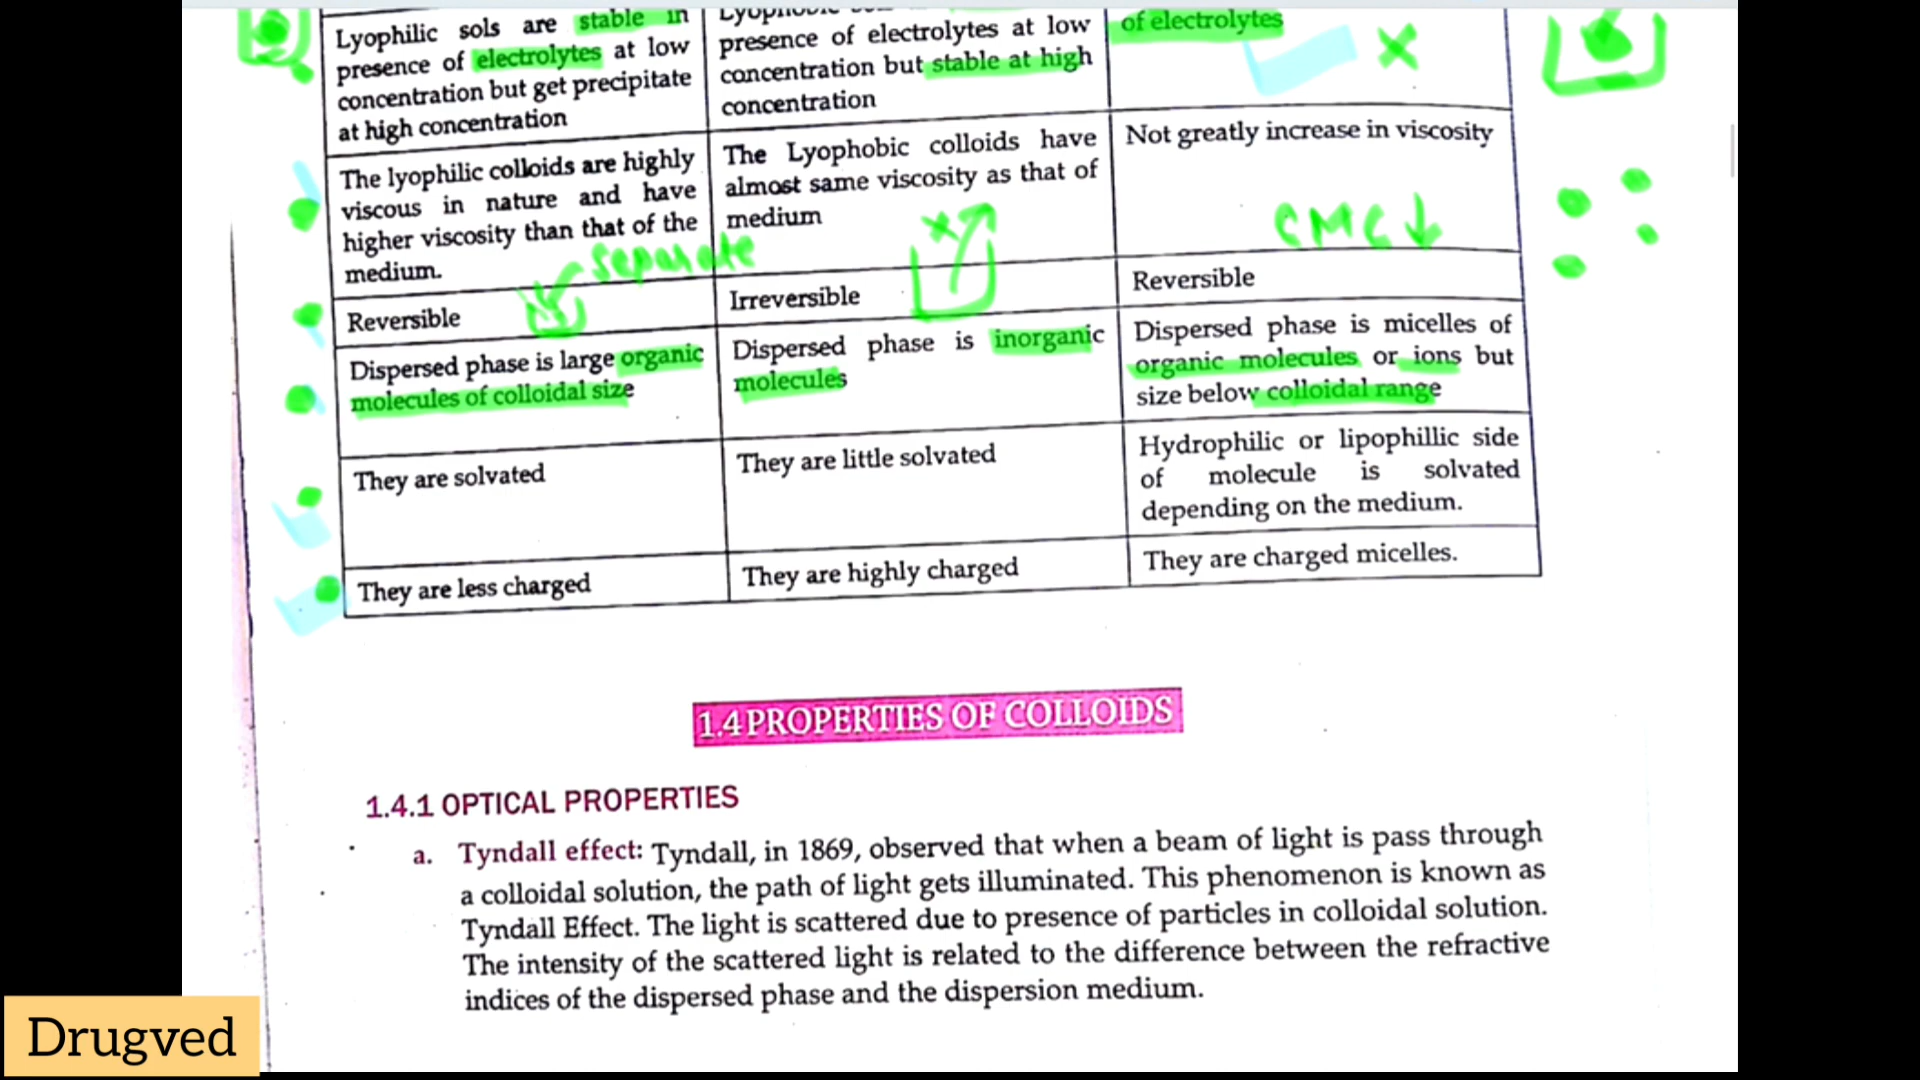 Lyophilic sols are stable in
presence of electrolytes at low
concentration but get precipitate
at high concentration
presence of electrolytes at low
concentration but stable at high
concentration
of electrolytes
The lyophilic colloids are highly
viscous in nature and have
higher viscosity than that of the
medium.
The Lyophobic colloids have
almost same viscosity as that of
medium
Not greatly increase in viscosity
CMC↓
separate
Reversible
Irreversible
Reversible
Dispersed phase is large organic
molecules of colloidal size
Dispersed phase is inorganic
molecules
Dispersed phase is micelles of
organic molecules or ions but
size below colloidal range
They are solvated
They are little solvated
Hydrophilic or lipophillic side
of molecule is solvated
depending on the medium.
They are less charged
They are highly charged
They are charged micelles.
1.4 PROPERTIES OF COLLOIDS
1.4.1 OPTICAL PROPERTIES
a. Tyndall effect: Tyndall, in 1869, observed that when a beam of light is pass through
a colloidal solution, the path of light gets illuminated. This phenomenon is known as
Tyndall Effect. The light is scattered due to presence of particles in colloidal solution.
The intensity of the scattered light is related to the difference between the refractive
indices of the dispersed phase and the dispersion medium.
Drugved